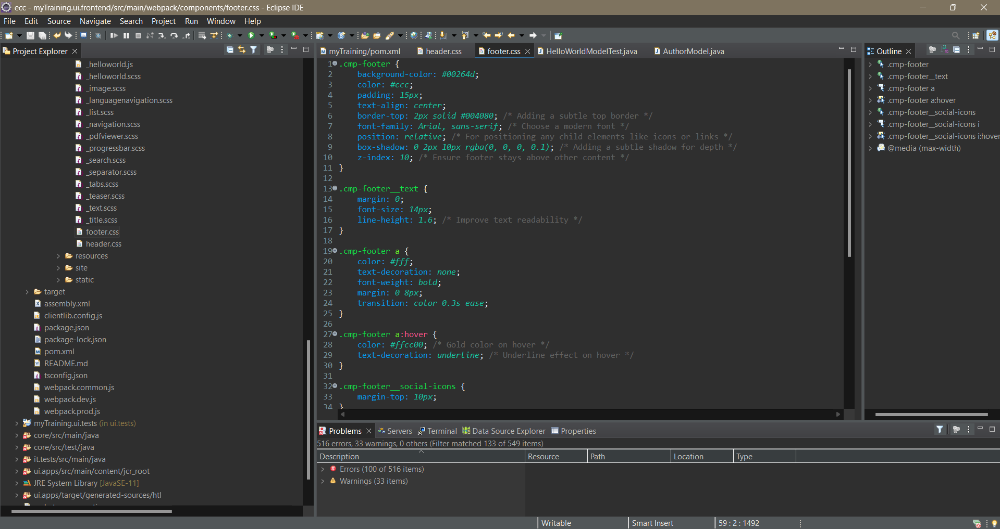 ecc - myTraining.ui.frontend/src/main/webpack/components/footer.css - Eclipse IDE
File Edit Source Navigate Search Project Run Window Help
Project Explorer
_helloworld.js
_helloworld.scss
_image.scss
_languagenavigation.scss
_list.scss
_navigation.scss
_pdfviewer.scss
_progressbar.scss
_search.scss
_separator.scss
_tabs.scss
_teaser.scss
_text.scss
_title.scss
footer.css
header.css
resources
site
static
target
assembly.xml
clientlib.config.js
package.json
package-lock.json
pom.xml
README.md
tsconfig.json
webpack.common.js
webpack.dev.js
webpack.prod.js
myTraining.ui.tests (in ui.tests)
core/src/main/java
core/src/test/java
it.tests/src/main/java
ui.apps/src/main/content/jcr_root
JRE System Library [JavaSE-11]
ui.apps/target/generated-sources/htl
myTraining/pom.xml header.css footer.css HelloWorldModelTest.java AuthorModel.java
1 .cmp-footer {
2 background-color: #00264d;
3 color: #ccc;
4 padding: 15px;
5 text-align: center;
6 border-top: 2px solid #004080; /* Adding a subtle top border */
7 font-family: Arial, sans-serif; /* Choose a modern font */
8 position: relative; /* For positioning any child elements like icons or links */
9 box-shadow: 0 2px 10px rgba(0, 0, 0, 0.1); /* Adding a subtle shadow for depth */
10 z-index: 10; /* Ensure footer stays above other content */
11 }
12
13 .cmp-footer__text {
14 margin: 0;
15 font-size: 14px;
16 line-height: 1.6; /* Improve text readability */
17 }
18
19 .cmp-footer a {
20 color: #fff;
21 text-decoration: none;
22 font-weight: bold;
23 margin: 0 8px;
24 transition: color 0.3s ease;
25 }
26
27 .cmp-footer a:hover {
28 color: #ffcc00; /* Gold color on hover */
29 text-decoration: underline; /* Underline effect on hover */
30 }
31
32 .cmp-footer__social-icons {
33 margin-top: 10px;
34 }
Outline
.cmp-footer
.cmp-footer__text
.cmp-footer a
.cmp-footer a:hover
.cmp-footer__social-icons
.cmp-footer__social-icons i
.cmp-footer__social-icons i:hover
@media (max-width)
Problems Servers Terminal Data Source Explorer Properties
516 errors, 33 warnings, 0 others (Filter matched 133 of 549 items)
Description Resource Path Location Type
Errors (100 of 516 items)
Warnings (33 items)
Writable Smart Insert 59 : 2 : 1492